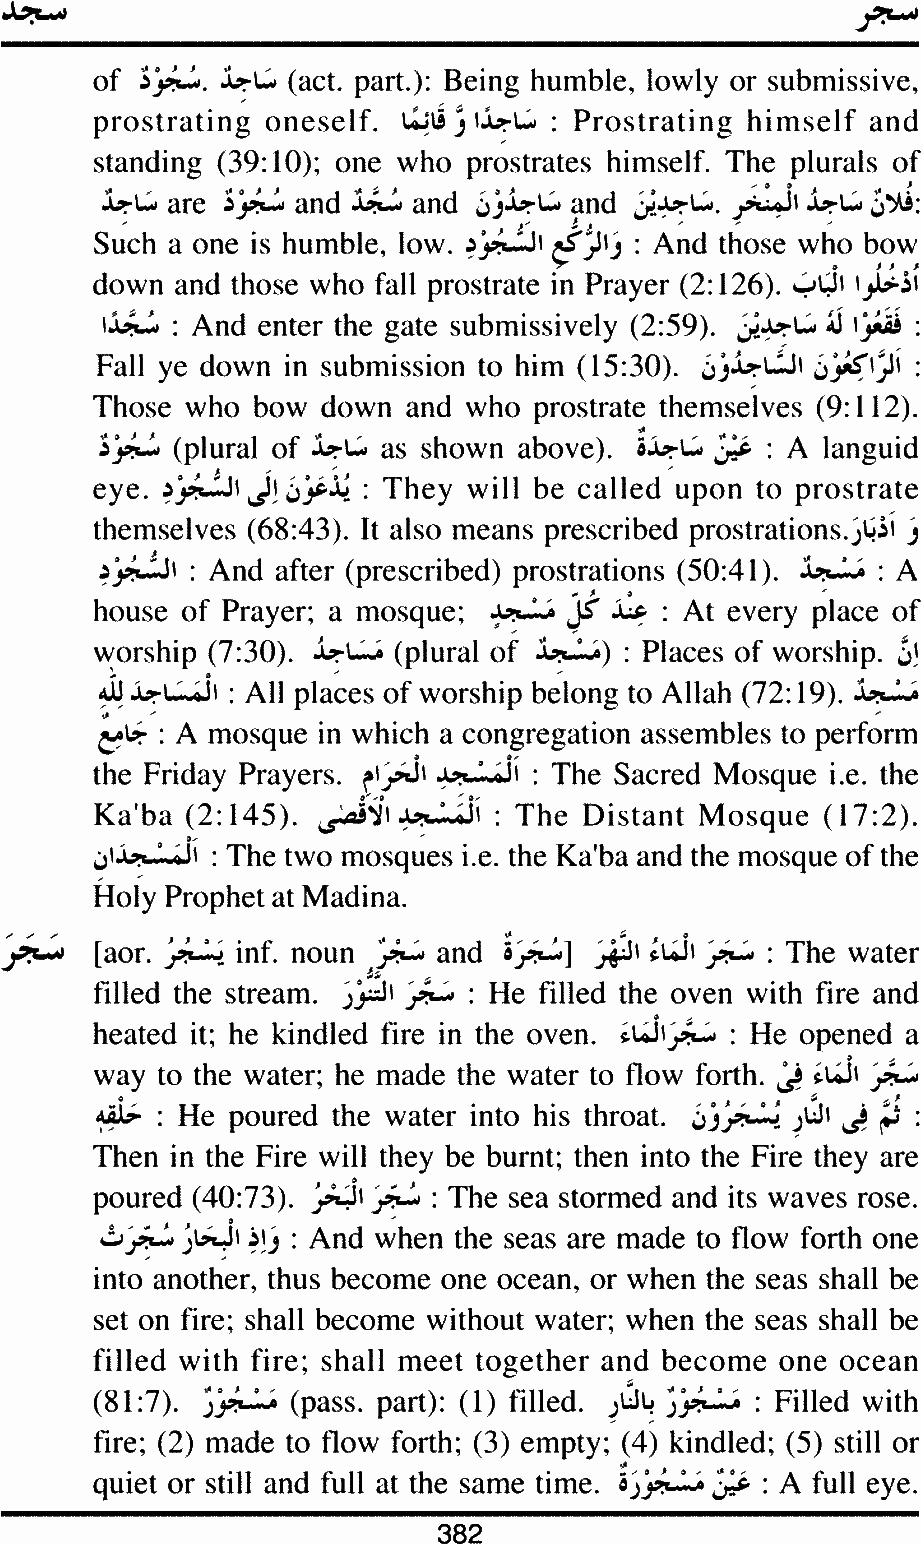 سجد سجر
of سُجُوْدٌ. سَاجِدٌ (act. part.): Being humble, lowly or submissive,
prostrating oneself. سَاجِدًا وَّ قَائِمًا : Prostrating himself and
standing (39:10); one who prostrates himself. The plurals of
سَاجِدٌ are سُجُوْدٌ and سُجَّدٌ and سَاجِدُوْنَ and سَاجِدِيْنَ. فُلَانٌ سَاجِدُ الْمِنْخَرِ:
Such a one is humble, low. وَالرُّكَّعِ السُّجُوْدِ : And those who bow
down and those who fall prostrate in Prayer (2:126). اُدْخُلُوا الْبَابَ
سُجَّدًا : And enter the gate submissively (2:59). فَقَعُوْا لَهُ سَاجِدِيْنَ :
Fall ye down in submission to him (15:30). اَلرَّاكِعُوْنَ السَّاجِدُوْنَ :
Those who bow down and who prostrate themselves (9:112).
سُجُوْدٌ (plural of سَاجِدٌ as shown above). عَيْنٌ سَاجِدَةٌ : A languid
eye. يُدْعَوْنَ اِلَى السُّجُوْدِ : They will be called upon to prostrate
themselves (68:43). It also means prescribed prostrations. وَ اَدْبَارَ
السُّجُوْدِ : And after (prescribed) prostrations (50:41). مَسْجِدٌ : A
house of Prayer; a mosque; عِنْدَ كُلِّ مَسْجِدٍ : At every place of
worship (7:30). مَسَاجِدُ (plural of مَسْجِدٌ) : Places of worship. اِنَّ
الْمَسَاجِدَ لِلّٰهِ : All places of worship belong to Allah (72:19). مَسْجِدٌ
جَامِعٌ : A mosque in which a congregation assembles to perform
the Friday Prayers. اَلْمَسْجِدِ الْحَرَامِ : The Sacred Mosque i.e. the
Ka'ba (2:145). اَلْمَسْجِدِ الْاَقْصٰى : The Distant Mosque (17:2).
اَلْمَسْجِدَانِ : The two mosques i.e. the Ka'ba and the mosque of the
Holy Prophet at Madina.
سَجَرَ [aor. يَسْجُرُ inf. noun سَجْرٌ and سُجْرَةٌ] سَجَرَ الْمَاءُ النَّهْرَ : The water
filled the stream. سَجَّرَ التَّنُّوْرَ : He filled the oven with fire and
heated it; he kindled fire in the oven. سَجَّرَالْمَاءَ : He opened a
way to the water; he made the water to flow forth. سَجَّرَ الْمَاءَ فِىْ
حَلْقِهٖ : He poured the water into his throat. ثُمَّ فِى النَّارِ يُسْجَرُوْنَ :
Then in the Fire will they be burnt; then into the Fire they are
poured (40:73). سُجِّرَ الْبَحْرُ : The sea stormed and its waves rose.
وَاِذِ الْبِحَارُ سُجِّرَتْ : And when the seas are made to flow forth one
into another, thus become one ocean, or when the seas shall be
set on fire; shall become without water; when the seas shall be
filled with fire; shall meet together and become one ocean
(81:7). مَسْجُوْرٌ (pass. part): (1) filled. مَسْجُوْرٌ بِالنَّارِ : Filled with
fire; (2) made to flow forth; (3) empty; (4) kindled; (5) still or
quiet or still and full at the same time. عَيْنٌ مَسْجُوْرَةٌ : A full eye.
382